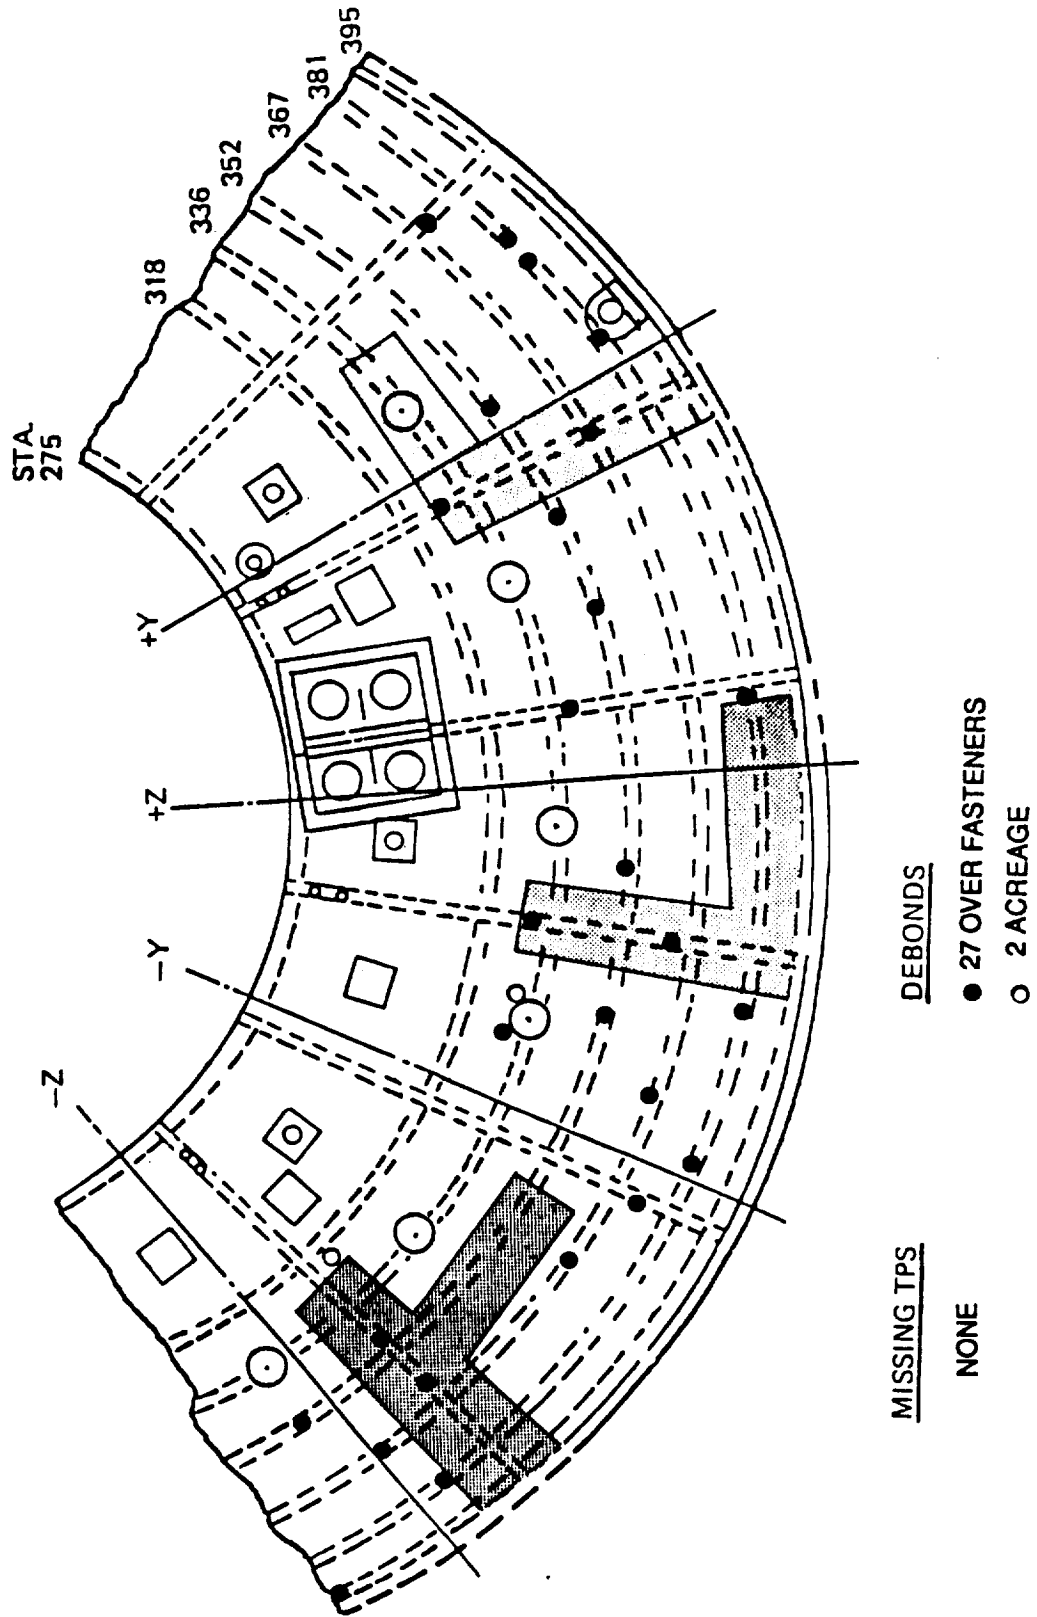 STA.
275
318
336
352
367
381
395
+Y
+Z
–Y
–Z
DEBONDS
● 27 OVER FASTENERS
○ 2 ACREAGE
MISSING TPS
NONE